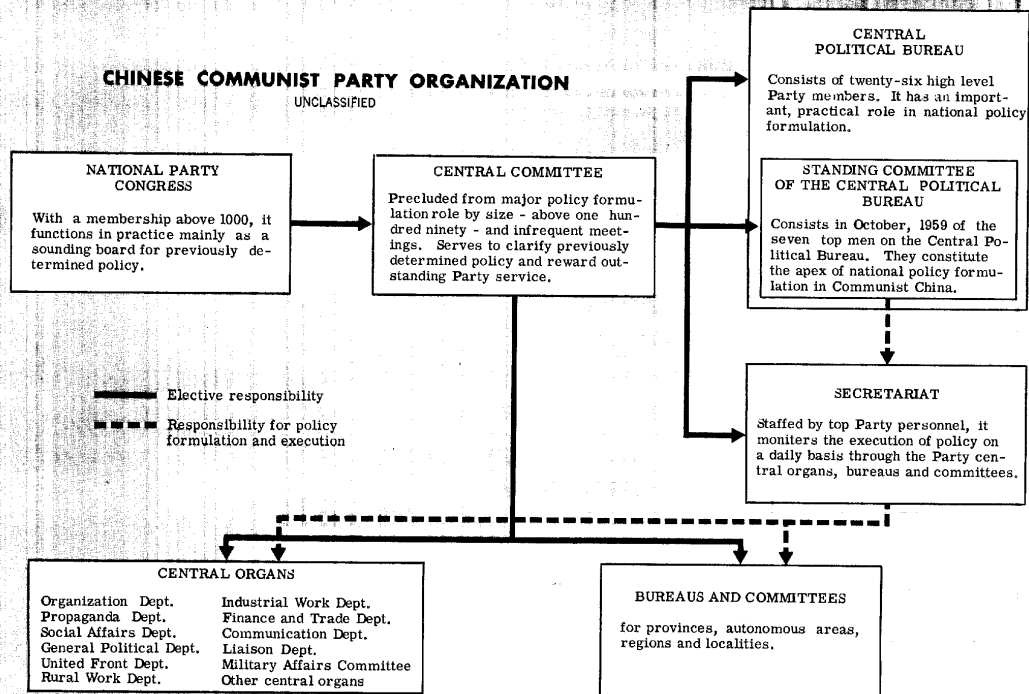 CHINESE COMMUNIST PARTY ORGANIZATION
UNCLASSIFIED
NATIONAL PARTY
CONGRESS
With a membership above 1000, it
functions in practice mainly as a
sounding board for previously de-
termined policy.
CENTRAL COMMITTEE
Precluded from major policy formu-
lation role by size - above one hun-
dred ninety - and infrequent meet-
ings. Serves to clarify previously
determined policy and reward out-
standing Party service.
CENTRAL
POLITICAL BUREAU
Consists of twenty-six high level
Party members. It has an import-
ant, practical role in national policy
formulation.
STANDING COMMITTEE
OF THE CENTRAL POLITICAL
BUREAU
Consists in October, 1959 of the
seven top men on the Central Po-
litical Bureau. They constitute
the apex of national policy formu-
lation in Communist China.
Elective responsibility
Responsibility for policy
formulation and execution
SECRETARIAT
Staffed by top Party personnel, it
moniters the execution of policy on
a daily basis through the Party cen-
tral organs, bureaus and committees.
CENTRAL ORGANS
Organization Dept.
Propaganda Dept.
Social Affairs Dept.
General Political Dept.
United Front Dept.
Rural Work Dept.
Industrial Work Dept.
Finance and Trade Dept.
Communication Dept.
Liaison Dept.
Military Affairs Committee
Other central organs
BUREAUS AND COMMITTEES
for provinces, autonomous areas,
regions and localities.